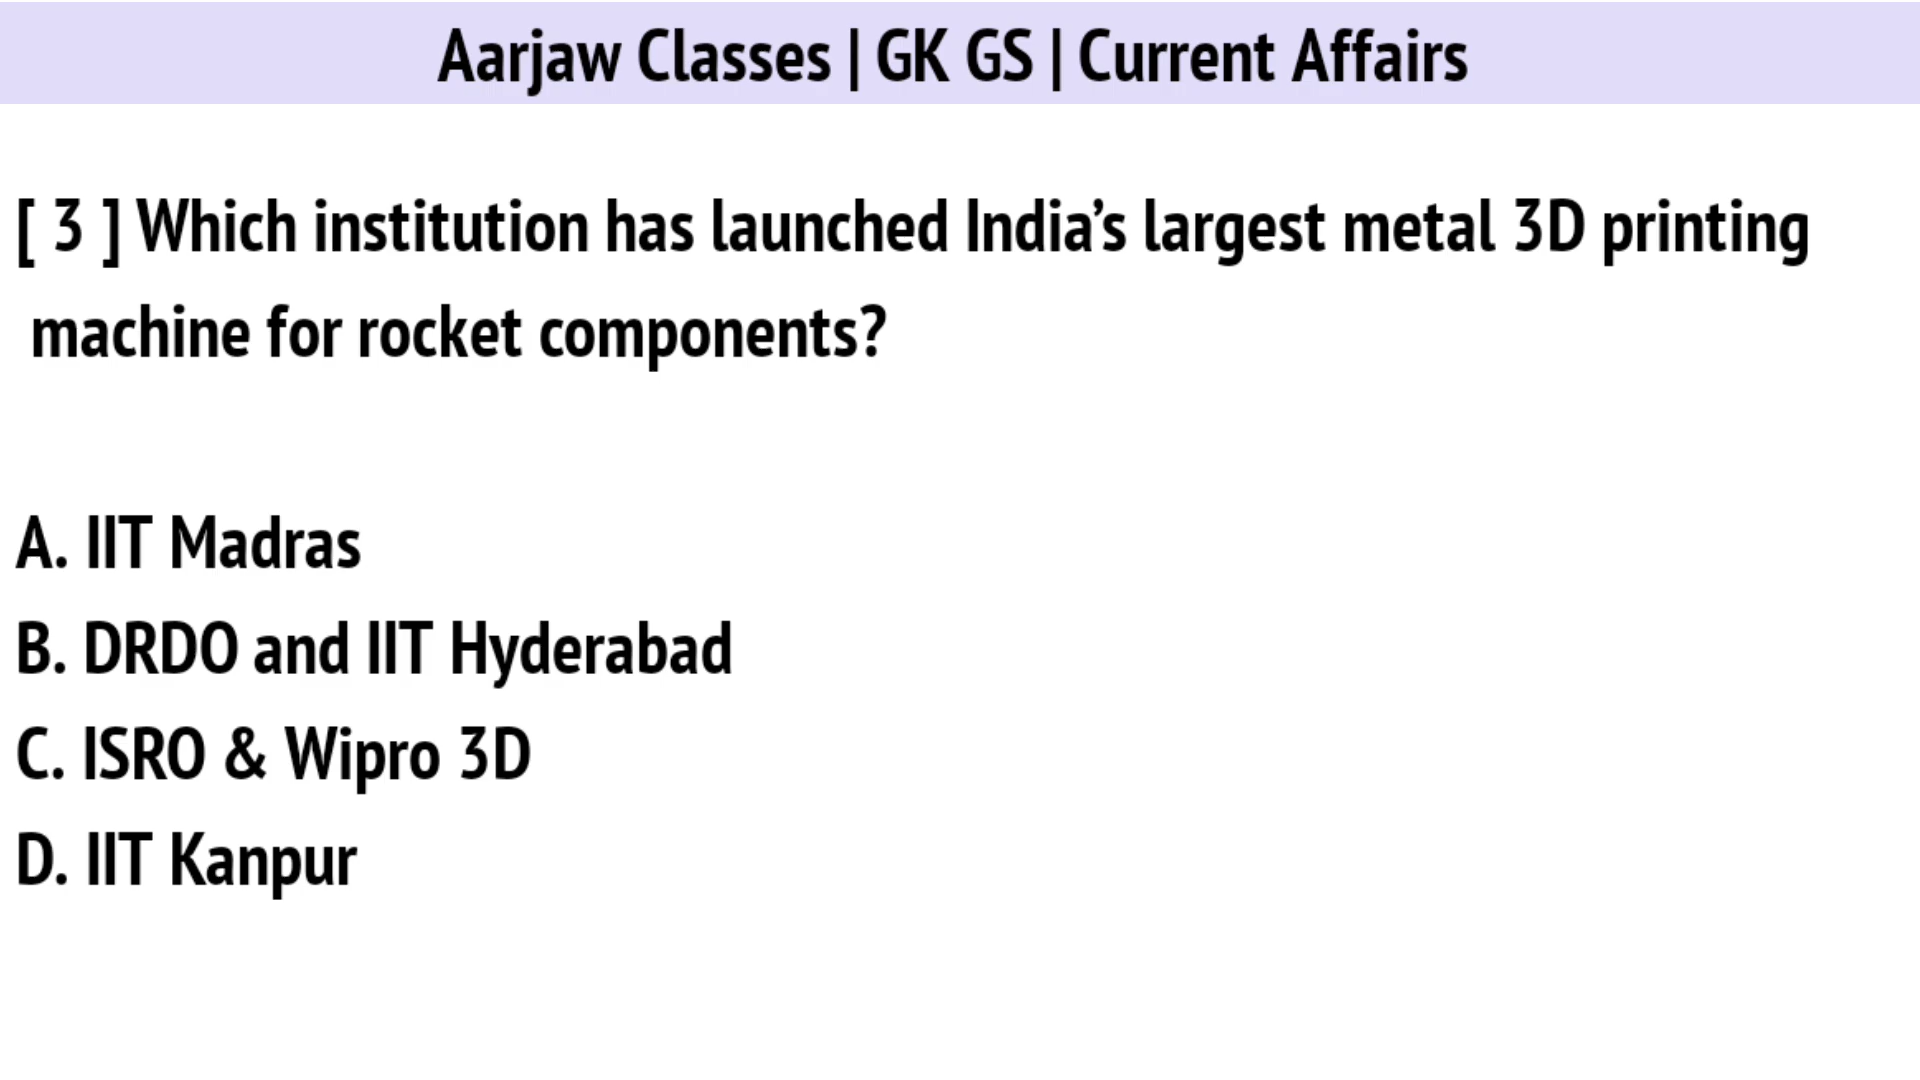 Aarjaw Classes | GK GS | Current Affairs
[ 3 ] Which institution has launched India’s largest metal 3D printing
machine for rocket components?
A. IIT Madras
B. DRDO and IIT Hyderabad
C. ISRO & Wipro 3D
D. IIT Kanpur